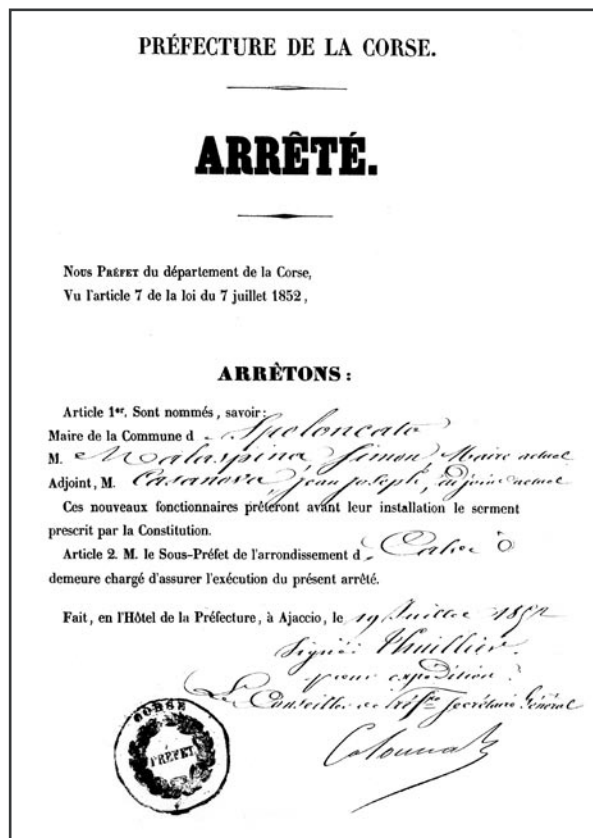 PRÉFECTURE DE LA CORSE.
ARRÊTÉ.
NOUS PRÉFET du département de la Corse,
Vu l'article 7 de la loi du 7 juillet 1852,
ARRÊTONS :
Article 1er. Sont nommés, savoir :
Maire de la Commune d Speloncato
M. Malaspina, Simon, Maire actuel
Adjoint, M. Casanova, Jean Joseph, adjoint actuel
Ces nouveaux fonctionnaires prêteront avant leur installation le serment
prescrit par la Constitution.
Article 2. M. le Sous-Préfet de l'arrondissement d
demeure chargé d'assurer l'exécution du présent arrêté.
Fait, en l'Hôtel de la Préfecture, à Ajaccio, le 19 Juillet 1852
Signé: Thuillier.
pour expédition:
Le Conseiller de Préfre Secrétaire Général
Colonna
CORSE
PRÉFET